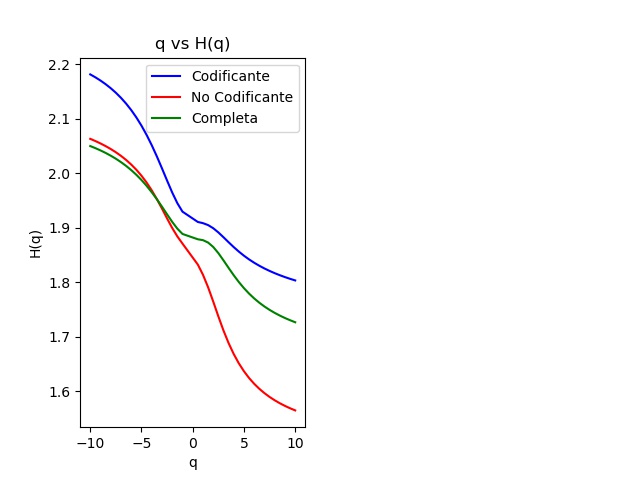 q vs H(q)
2.2
2.1
2.0
1.9
1.8
1.7
1.6
H(q)
Codificante
No Codificante
Completa
−10
−5
0
5
10
q